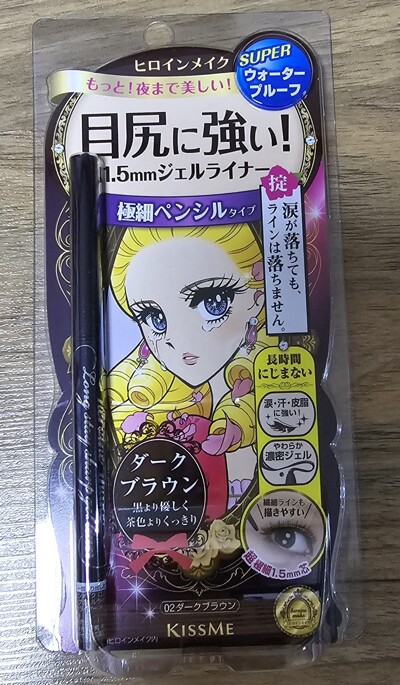 ヒロインメイク
SUPER
ウォーター
プルーフ
もっと!夜まで美しい!
目尻に強い!
1.5mmジェルライナー
極細ペンシルタイプ
掟
涙が落ちても、
ラインは落ちません。
長時間
にじまない
涙・汗・皮脂
に強い!
やわらか
濃密ジェル
ダーク
ブラウン
黒より優しく
茶色よりくっきり
繊細ラインも
描きやすい
超極細1.5mm芯
Long stay
02ダークブラウン
KISSME
(ヒロインメイク)